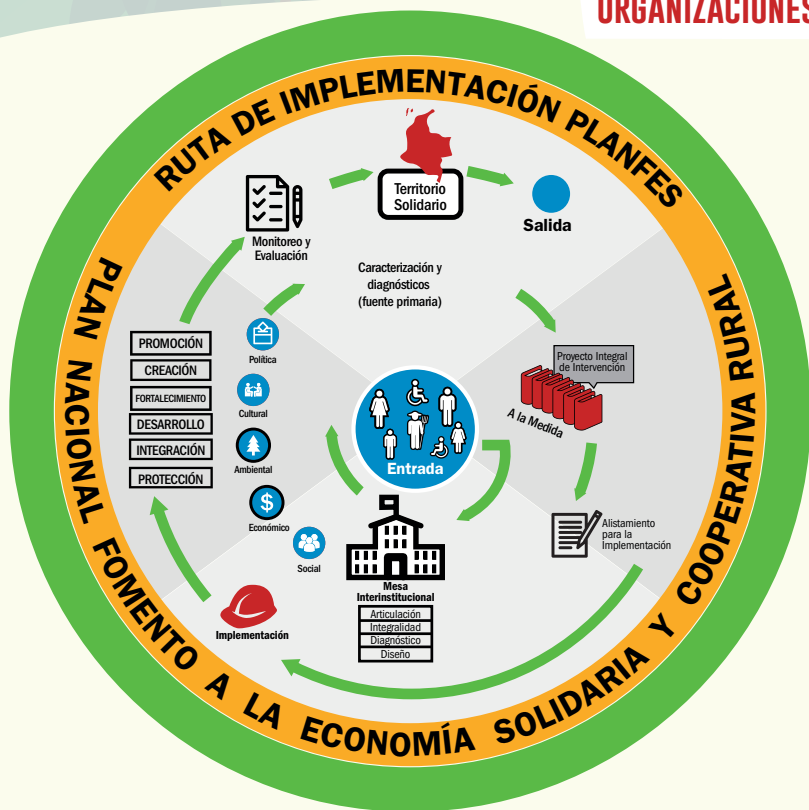 ORGANIZACIONES
RUTA DE IMPLEMENTACIÓN PLANFES
Territorio
Solidario
Salida
Monitoreo y
Evaluación
Caracterización y
diagnósticos
(fuente primaria)
PROMOCIÓN
CREACIÓN
FORTALECIMIENTO
DESARROLLO
INTEGRACIÓN
PROTECCIÓN
Política
Cultural
Ambiental
$
Económico
Social
Entrada
Proyecto Integral
de Intervención
A la Medida
Alistamiento
para la
Implementación
Mesa
Interinstitucional
Articulación
Integralidad
Diagnóstico
Diseño
Implementación
PLAN NACIONAL FOMENTO A LA ECONOMÍA SOLIDARIA Y COOPERATIVA RURAL